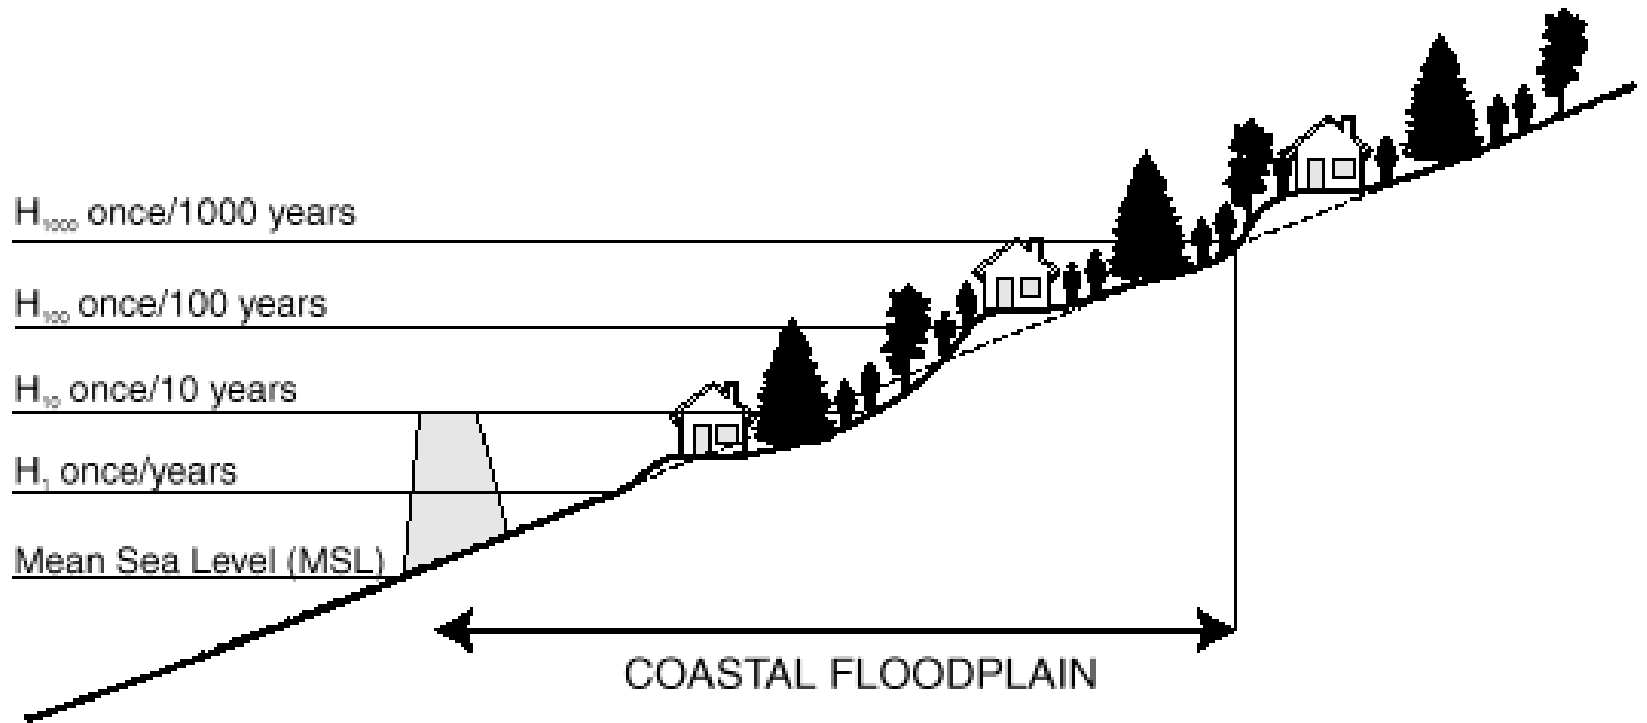 H₁₀₀₀ once/1000 years
H₁₀₀ once/100 years
H₁₀ once/10 years
H₁ once/years
Mean Sea Level (MSL)
COASTAL FLOODPLAIN